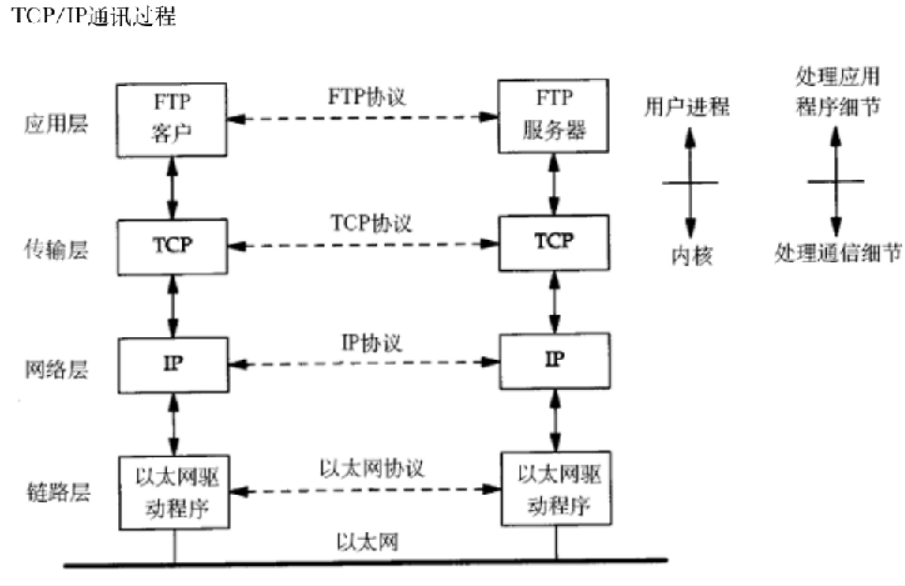 TCP/IP通讯过程
处理应用
程序细节
用户进程
内核
处理通信细节
应用层
FTP
客户
FTP协议
FTP
服务器
传输层
TCP
TCP协议
TCP
网络层
IP
IP协议
IP
链路层
以太网驱
动程序
以太网协议
以太网驱
动程序
以太网